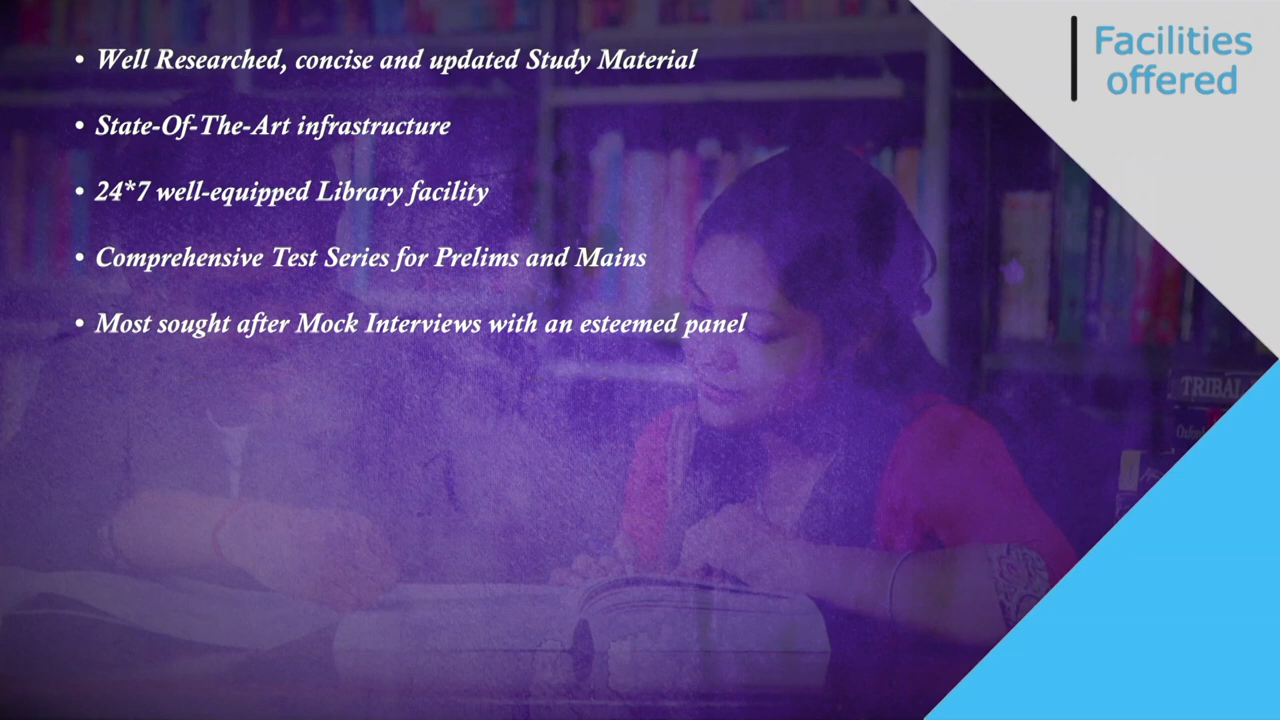 Facilities
offered
• Well Researched, concise and updated Study Material
• State-Of-The-Art infrastructure
• 24*7 well-equipped Library facility
• Comprehensive Test Series for Prelims and Mains
• Most sought after Mock Interviews with an esteemed panel
TRIBAL